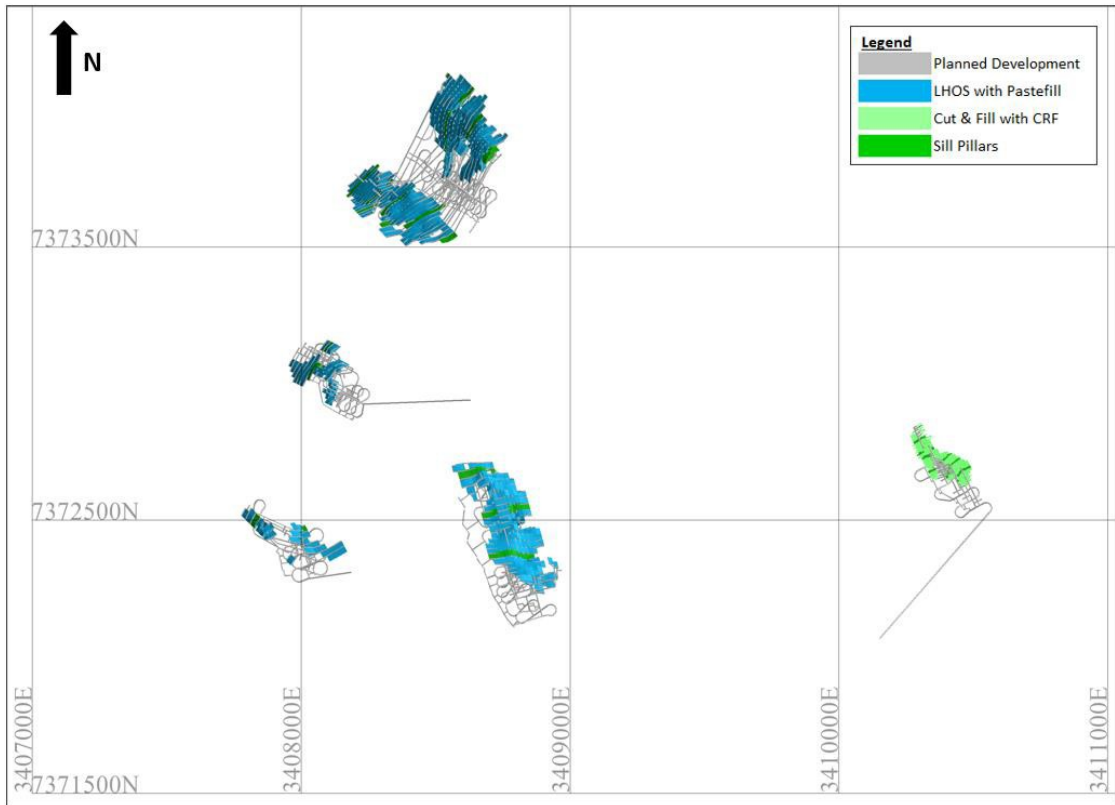 N
Legend
Planned Development
LHOS with Pastefill
Cut & Fill with CRF
Sill Pillars
7373500N
7372500N
7371500N
3407000E
3408000E
3409000E
3410000E
3411000E